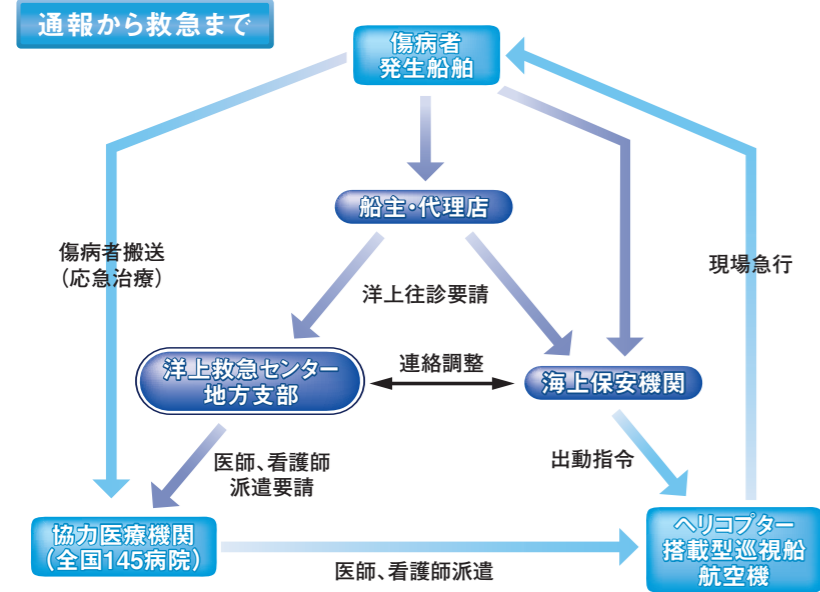 通報から救急まで
傷病者
発生船舶
船主・代理店
傷病者搬送
（応急治療）
現場急行
洋上往診要請
洋上救急センター
地方支部
連絡調整
海上保安機関
医師、看護師
派遣要請
出動指令
協力医療機関
（全国145病院）
医師、看護師派遣
ヘリコプター
搭載型巡視船
航空機